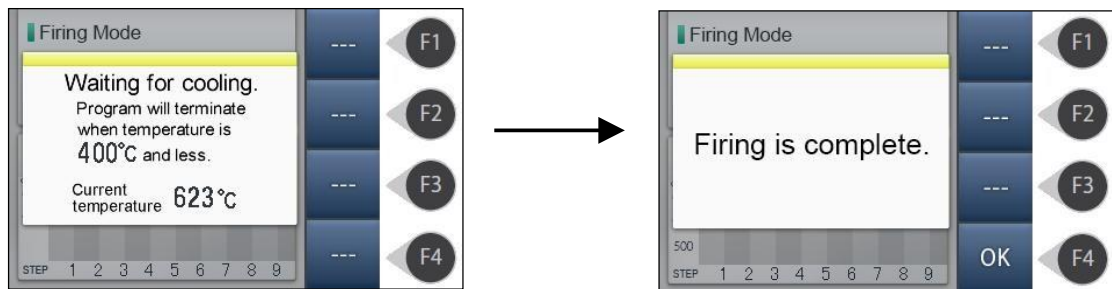 Firing Mode
Waiting for cooling.
Program will terminate
when temperature is
400°C and less.
Current
temperature 623°C
STEP 1 2 3 4 5 6 7 8 9
--- F1
--- F2
--- F3
--- F4
Firing Mode
Firing is complete.
500
STEP 1 2 3 4 5 6 7 8 9
--- F1
--- F2
--- F3
OK F4